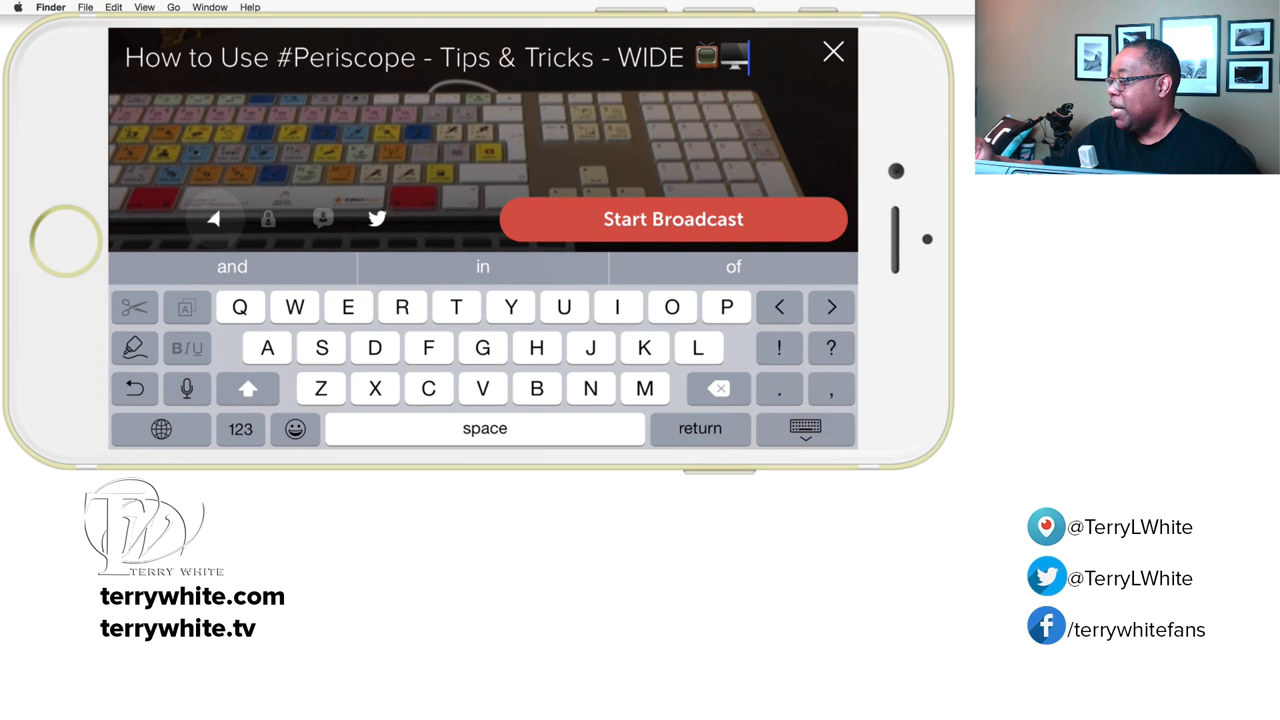 Finder File Edit View Go Window Help
How to Use #Periscope - Tips & Tricks - WIDE 📺🖥
Start Broadcast
and in of
Q W E R T Y U I O P < >
B I U A S D F G H J K L ! ?
Z X C V B N M . ,
123 space return
TW
TERRY WHITE
terrywhite.com
terrywhite.tv
@TerryLWhite
@TerryLWhite
/terrywhitefans